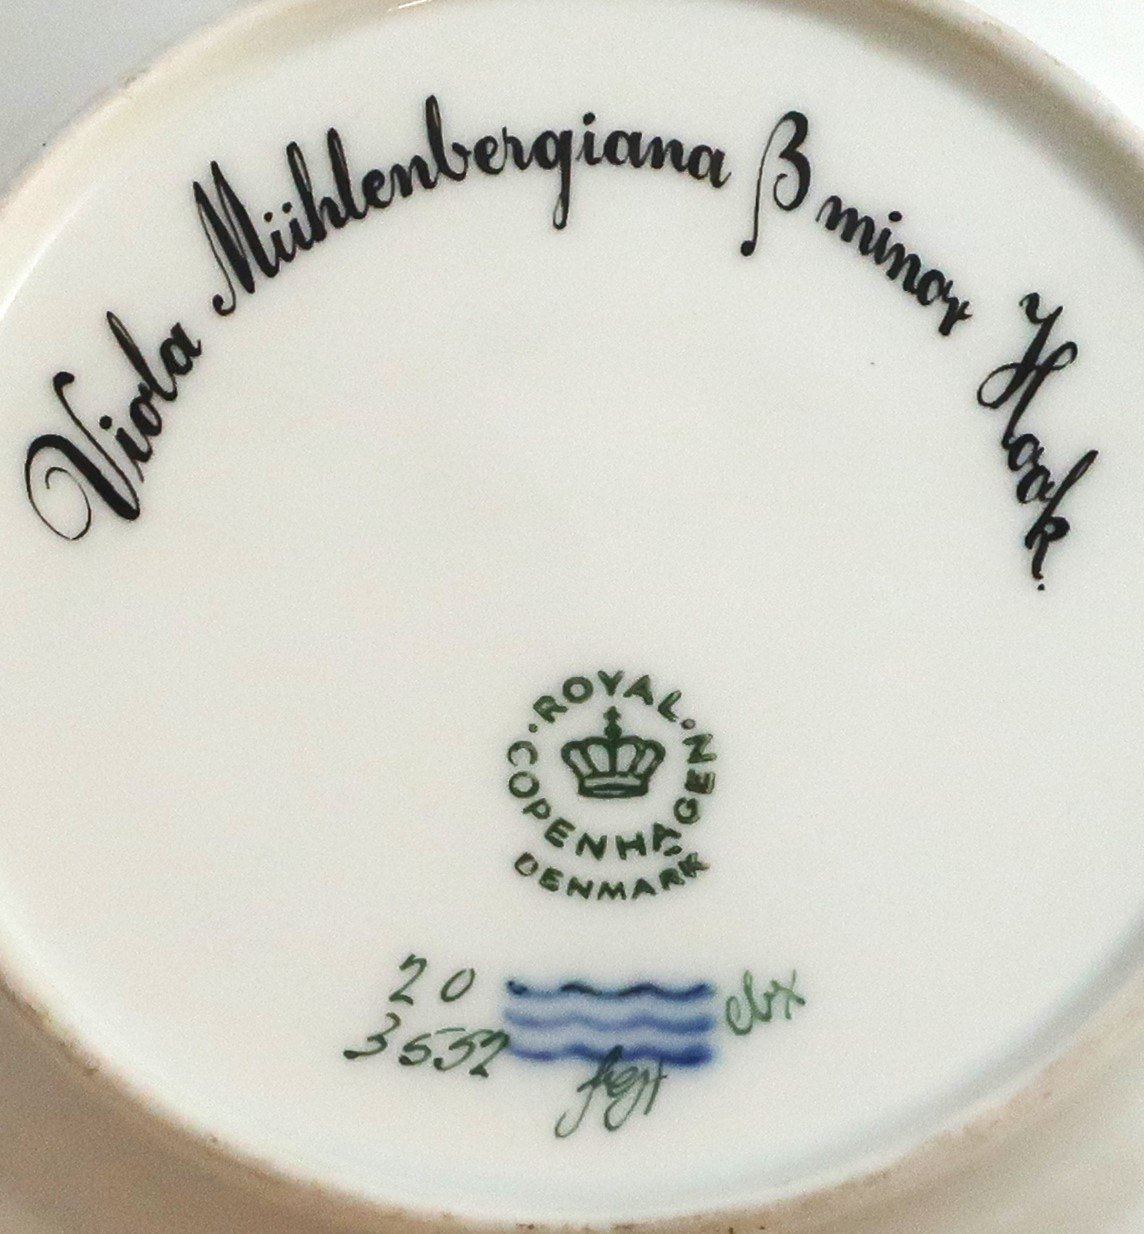 Viola Mühlenbergiana β minor Hook.
ROYAL COPENHAGEN
DENMARK
20
3552